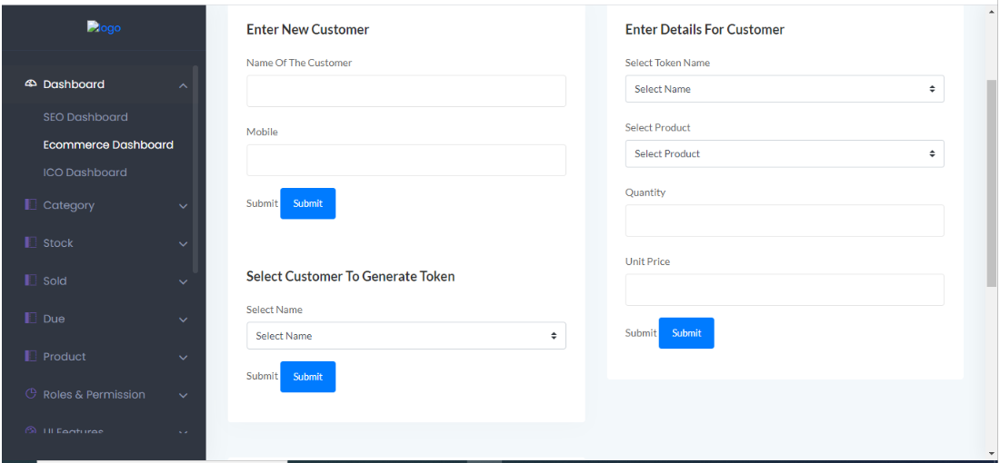 logo
Dashboard
SEO Dashboard
Ecommerce Dashboard
ICO Dashboard
Category
Stock
Sold
Due
Product
Roles & Permission
UI Features
Enter New Customer
Name Of The Customer
Mobile
Submit Submit
Select Customer To Generate Token
Select Name
Select Name
Submit Submit
Enter Details For Customer
Select Token Name
Select Name
Select Product
Select Product
Quantity
Unit Price
Submit Submit